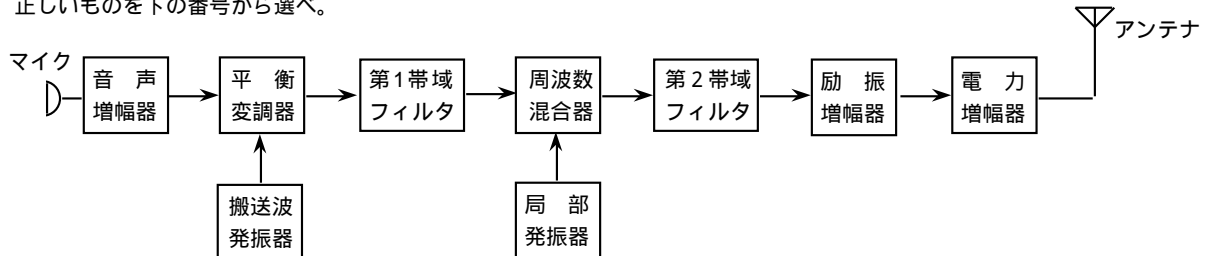 正しいものを下の番号から選べ。
アンテナ
マイク
音 声
増幅器
平 衡
変調器
第1帯域
フィルタ
周波数
混合器
第2帯域
フィルタ
励 振
増幅器
電 力
増幅器
搬送波
発振器
局 部
発振器